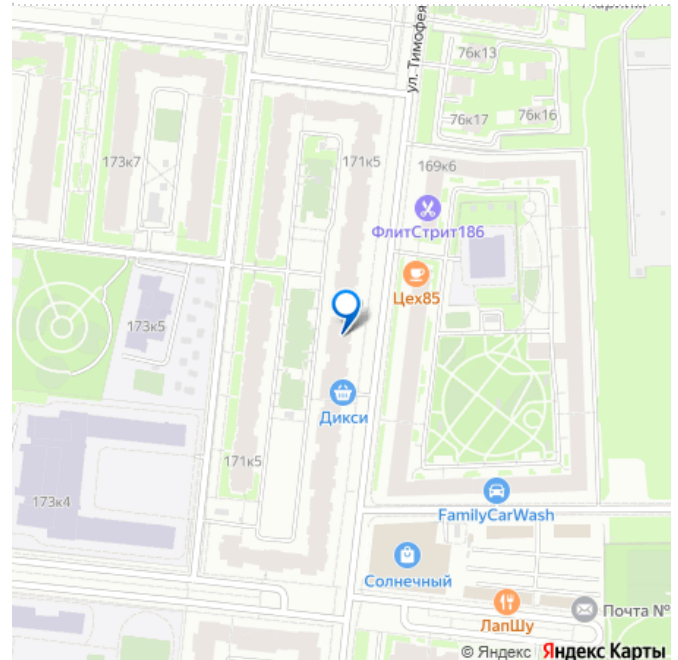 ул. Тимофея
76к13
76к17
76к16
173к7
171к5
169к6
ФлитСтрит186
Цех85
173к5
Дикси
171к5
173к4
FamilyCarWash
Солнечный
ЛапШу
Почта №
© Яндекс Яндекс Карты